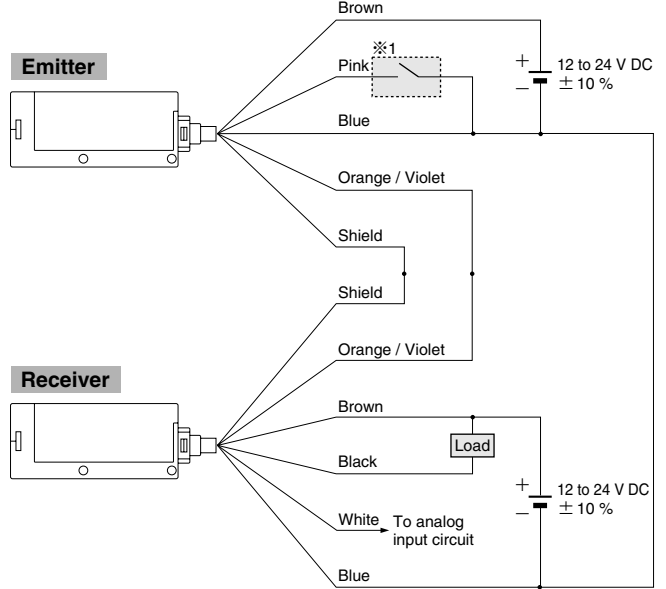 Brown
※1
Emitter
Pink
+
12 to 24 V DC
−
± 10 %
Blue
Orange / Violet
Shield
Shield
Orange / Violet
Receiver
Brown
Load
Black
+
12 to 24 V DC
−
± 10 %
White
To analog
input circuit
Blue